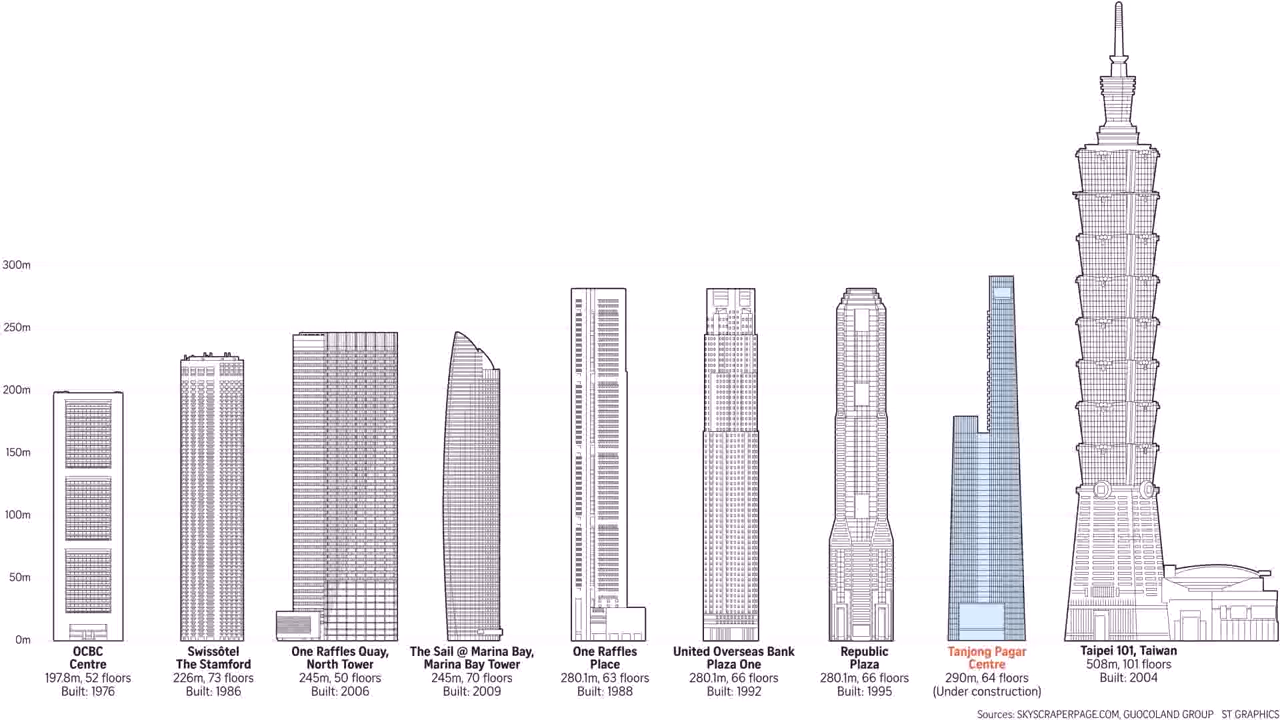 300m
250m
200m
150m
100m
50m
0m
OCBC
Centre
197.8m, 52 floors
Built: 1976
Swissôtel
The Stamford
226m, 73 floors
Built: 1986
One Raffles Quay,
North Tower
245m, 50 floors
Built: 2006
The Sail @ Marina Bay,
Marina Bay Tower
245m, 70 floors
Built: 2009
One Raffles
Place
280.1m, 63 floors
Built: 1988
United Overseas Bank
Plaza One
280.1m, 66 floors
Built: 1992
Republic
Plaza
280.1m, 66 floors
Built: 1995
Tanjong Pagar
Centre
290m, 64 floors
(Under construction)
Taipei 101, Taiwan
508m, 101 floors
Built: 2004
Sources: SKYSCRAPERPAGE.COM, GUOCOLAND GROUP ST GRAPHICS